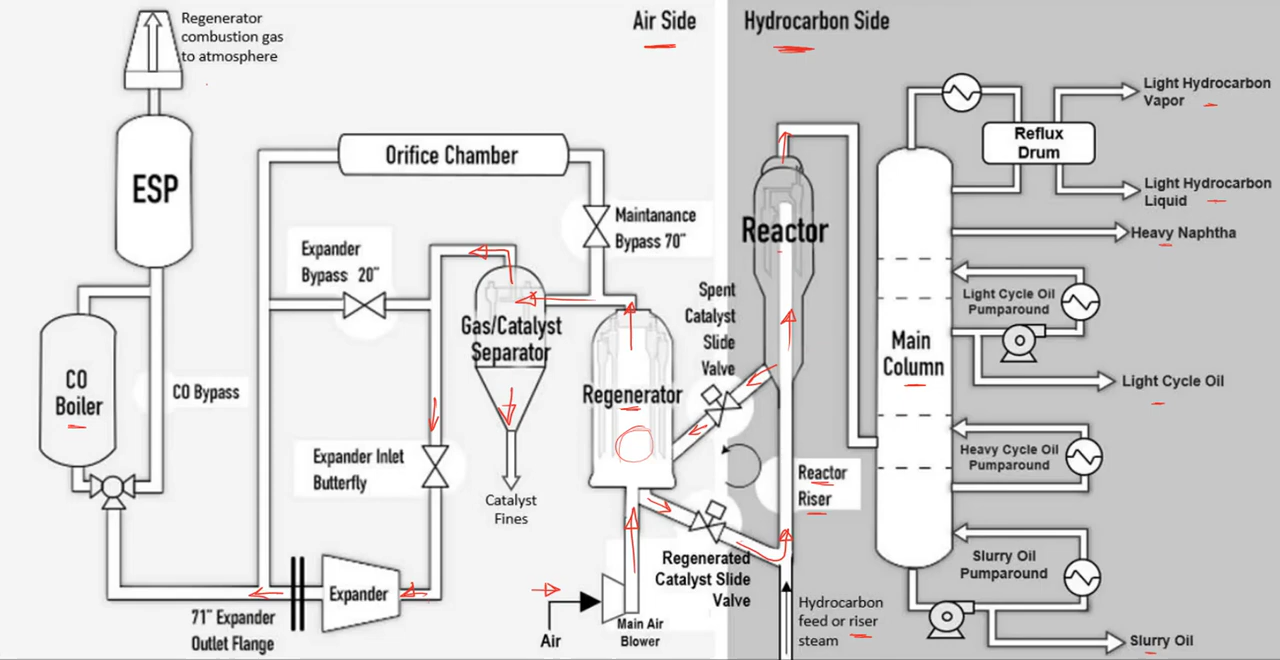 Regenerator
combustion gas
to atmosphere
Air Side
Hydrocarbon Side
Light Hydrocarbon
Vapor
Reflux
Drum
Orifice Chamber
ESP
Light Hydrocarbon
Liquid
Maintanance
Bypass 70"
Reactor
Heavy Naphtha
Expander
Bypass 20"
Spent
Catalyst
Slide
Valve
Light Cycle Oil
Pumparound
Gas/Catalyst
Separator
Main
Column
CO
Boiler
CO Bypass
Regenerator
Light Cycle Oil
Expander Inlet
Butterfly
Heavy Cycle Oil
Pumparound
Reactor
Riser
Catalyst
Fines
Regenerated
Catalyst Slide
Valve
Slurry Oil
Pumparound
Expander
71" Expander
Outlet Flange
Air
Main Air
Blower
Hydrocarbon
feed or riser
steam
Slurry Oil